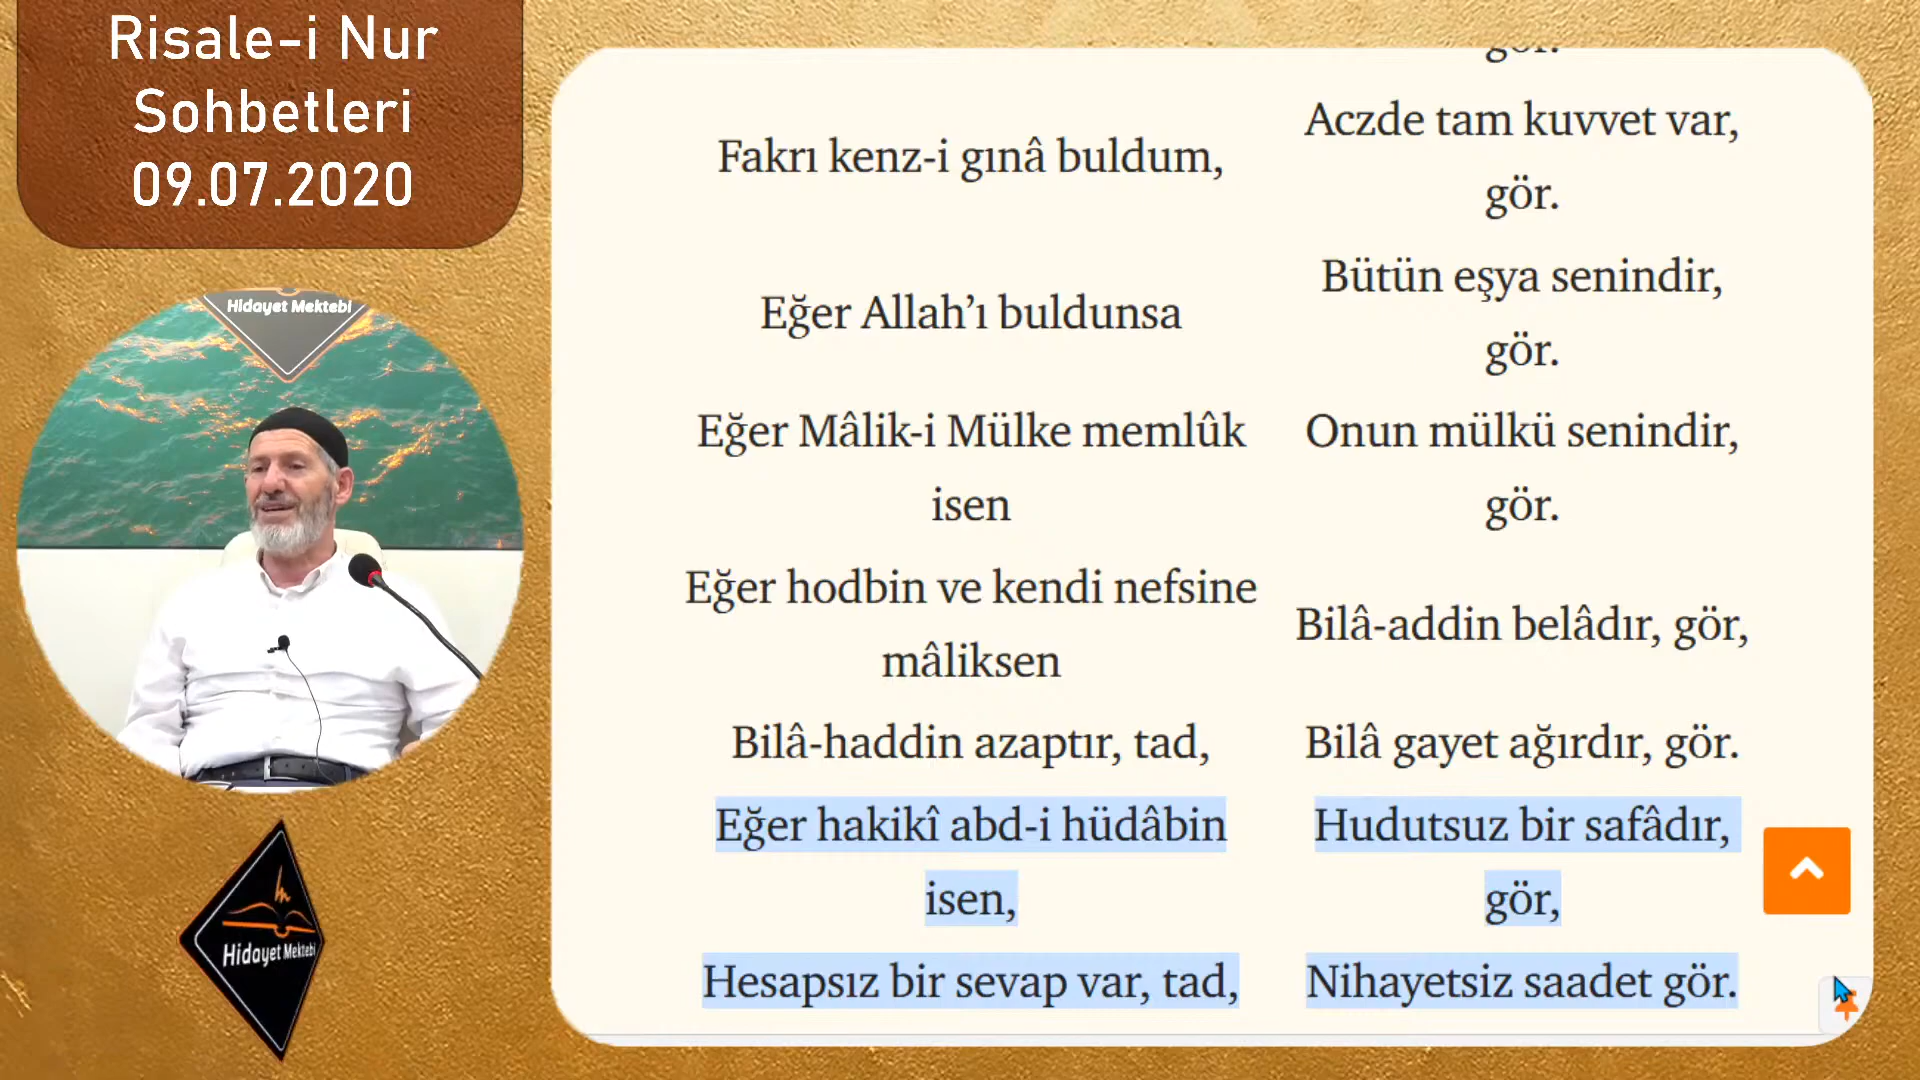 Risale-i Nur
Sohbetleri
09.07.2020
Hidayet Mektebi
Hidayet Mektebi
gör.
Fakrı kenz-i gınâ buldum,
Aczde tam kuvvet var,
gör.
Eğer Allah’ı buldunsa
Bütün eşya senindir,
gör.
Eğer Mâlik-i Mülke memlûk
isen
Onun mülkü senindir,
gör.
Eğer hodbin ve kendi nefsine
mâliksen
Bilâ-addin belâdır, gör,
Bilâ-haddin azaptır, tad,
Bilâ gayet ağırdır, gör.
Eğer hakikî abd-i hüdâbin
isen,
Hudutsuz bir safâdır,
gör,
Hesapsız bir sevap var, tad,
Nihayetsiz saadet gör.